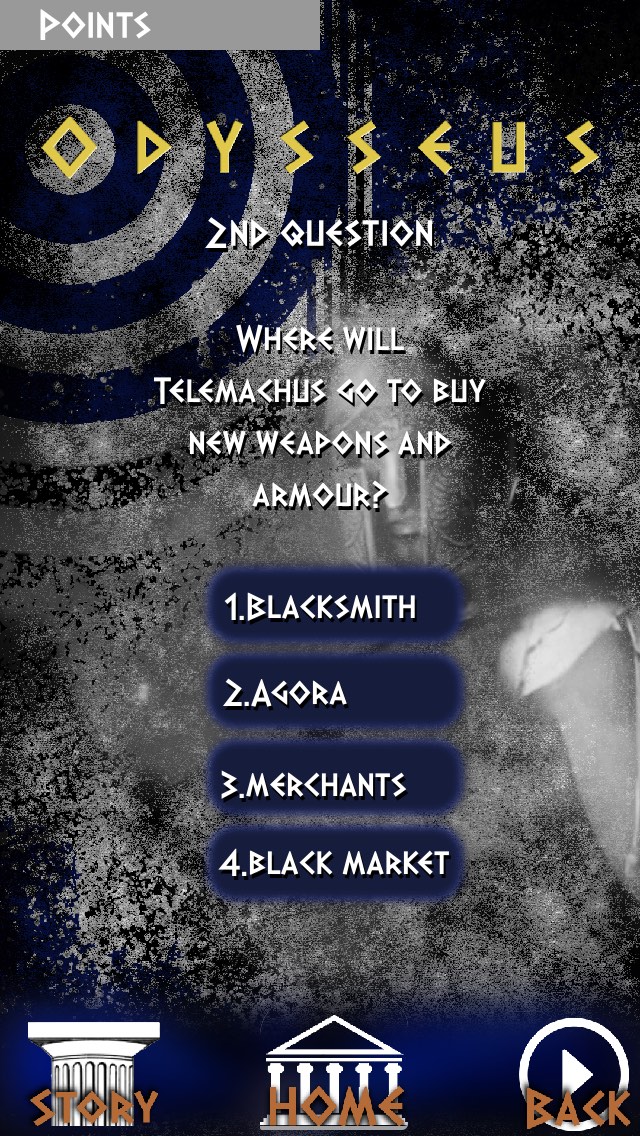 Points
ODYSSEUS
2nd question
Where will
Telemachus go to buy
new weapons and
armour?
1.Blacksmith
2.Agora
3.merchants
4.black market
STORY
HOME
BACK